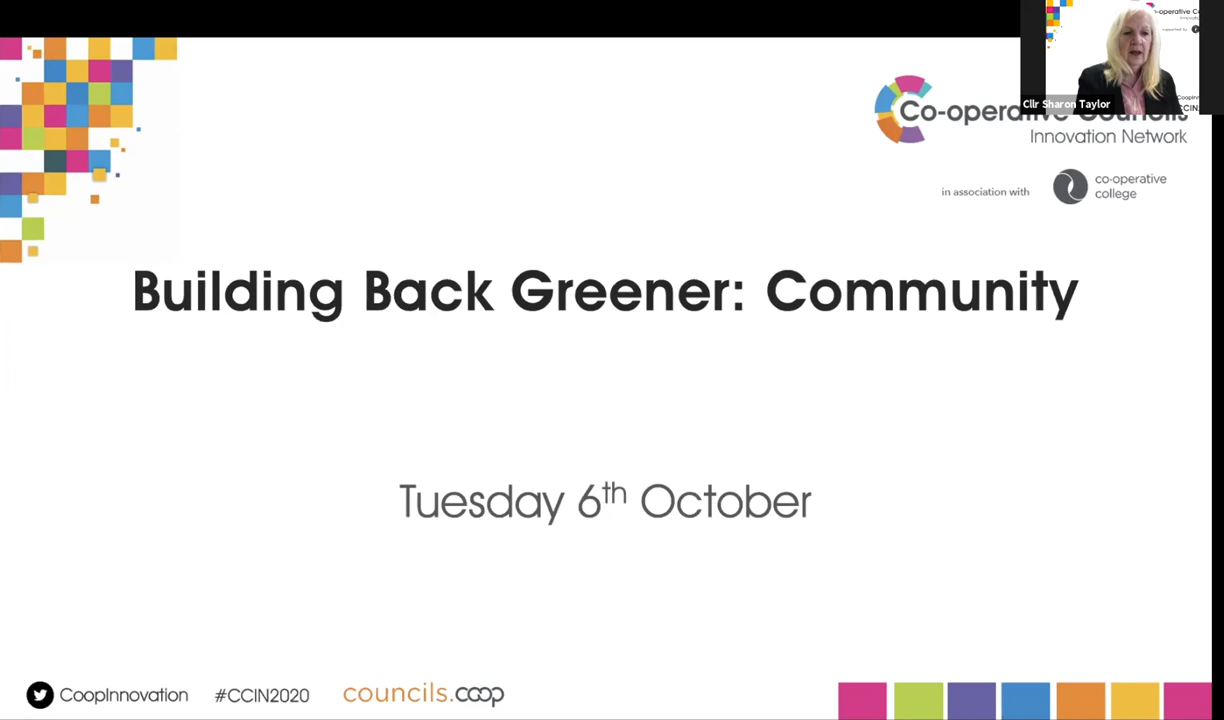 Co-operative Councils
Innovation Network
Cllr Sharon Taylor
in association with
co-operative
college
Building Back Greener: Community
Tuesday 6th October
CoopInnovation
#CCIN2020
councils.coop